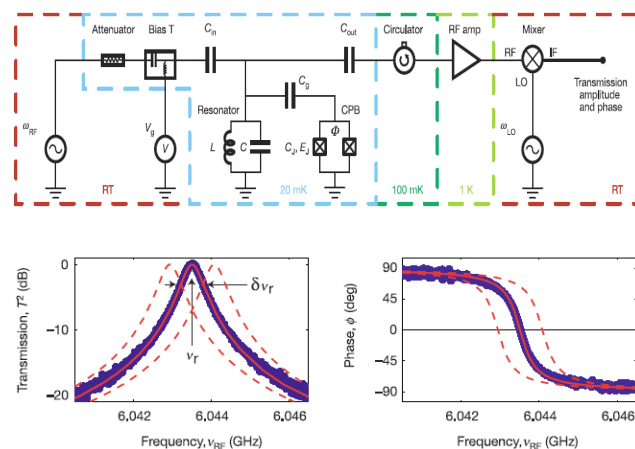 Attenuator Bias T C_in C_out Circulator RF amp Mixer
RF IF
LO
Transmission
amplitude
and phase
C_g
Resonator CPB
ω_RF V_g V L C C_J, E_J Φ ω_LO
RT 20 mK 100 mK 1 K RT
Transmission, T² (dB)
0
−10
−20
δν_r
ν_r
6.042 6.044 6.046
Frequency, ν_RF (GHz)
Phase, ϕ (deg)
90
45
0
−45
−90
6.042 6.044 6.046
Frequency, ν_RF (GHz)